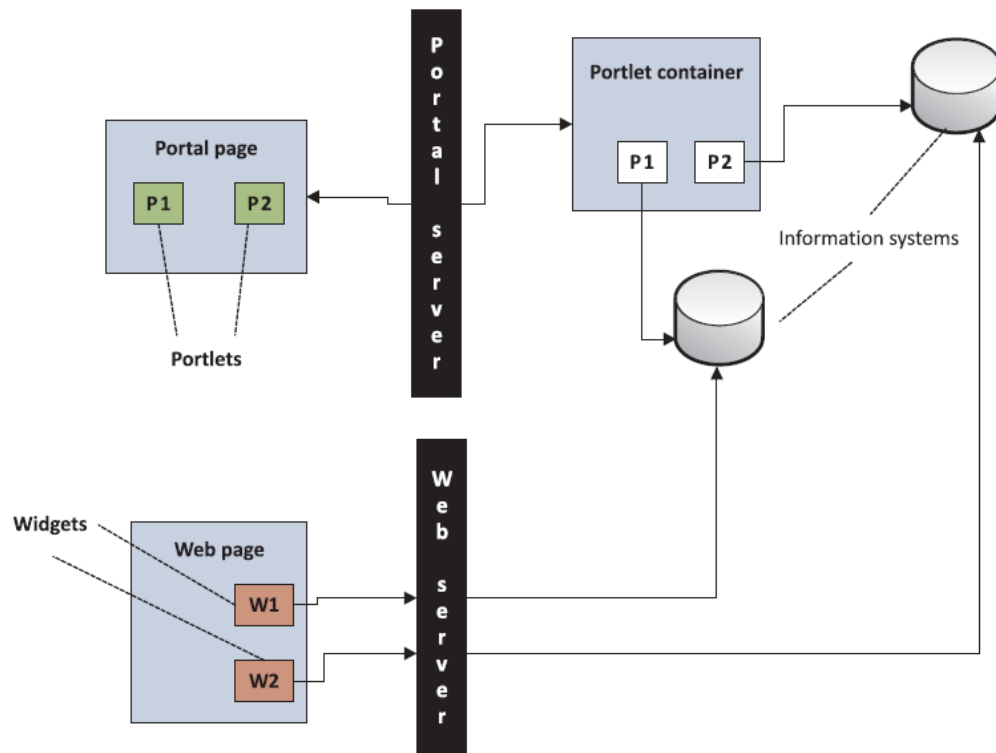 Portal server
Portlet container
P1
P2
Portal page
P1
P2
Portlets
Information systems
Web server
Widgets
Web page
W1
W2